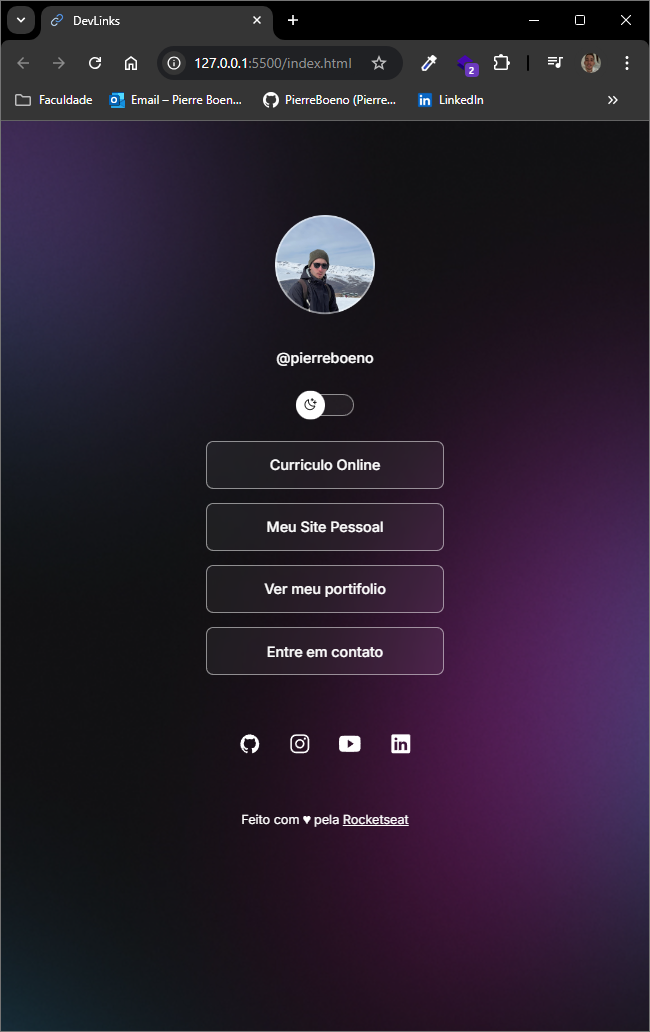 DevLinks
127.0.0.1:5500/index.html
2
Faculdade
Email – Pierre Boen...
PierreBoeno (Pierre...
LinkedIn
@pierreboeno
Curriculo Online
Meu Site Pessoal
Ver meu portifolio
Entre em contato
Feito com ♥ pela Rocketseat